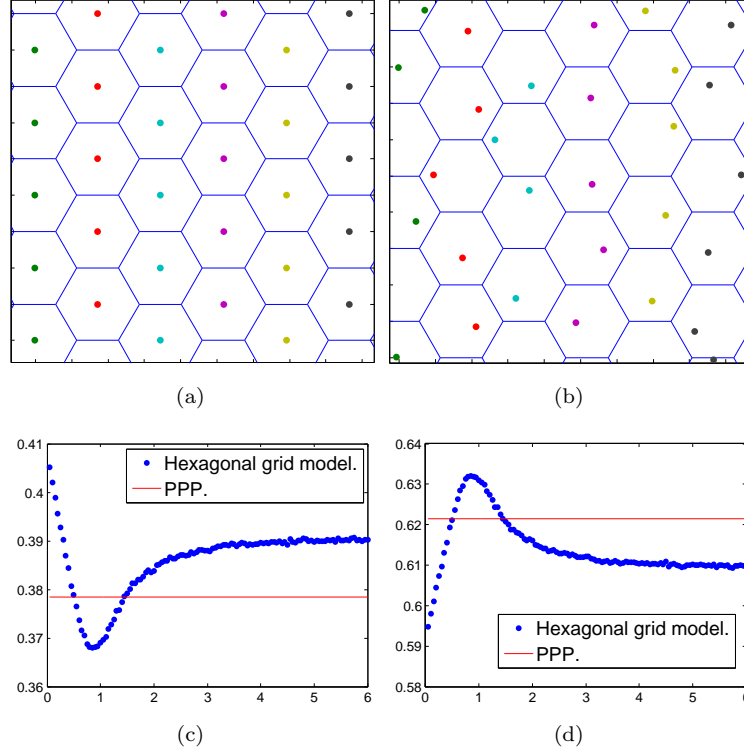 (a)
(b)
0.41
0.4
0.39
0.38
0.37
0.36
0 1 2 3 4 5 6
Hexagonal grid model.
PPP.
(c)
0.64
0.63
0.62
0.61
0.6
0.59
0.58
0 1 2 3 4 5 6
Hexagonal grid model.
PPP.
(d)